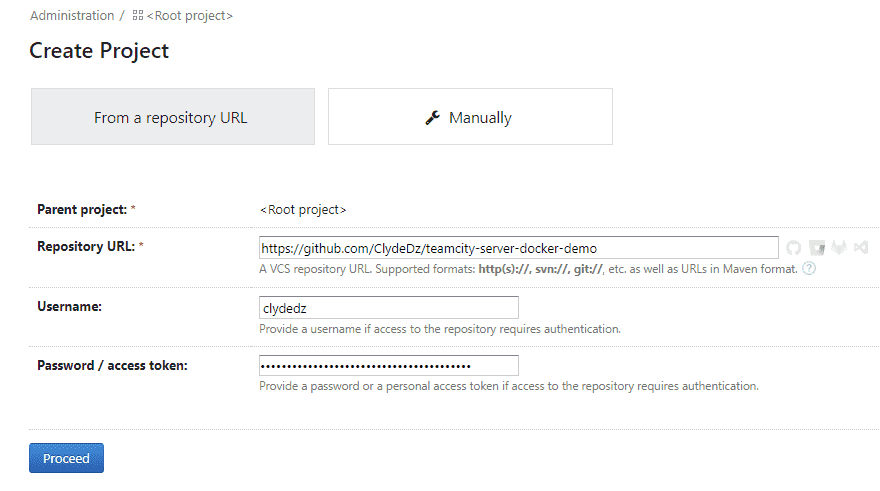 Administration / <Root project>
Create Project
From a repository URL
Manually
Parent project: * <Root project>
Repository URL: * https://github.com/ClydeDz/teamcity-server-docker-demo
A VCS repository URL. Supported formats: http(s)://, svn://, git://, etc. as well as URLs in Maven format. ?
Username: clydedz
Provide a username if access to the repository requires authentication.
Password / access token: ••••••••••••••••••••••••••••••••••••••••
Provide a password or a personal access token if access to the repository requires authentication.
Proceed